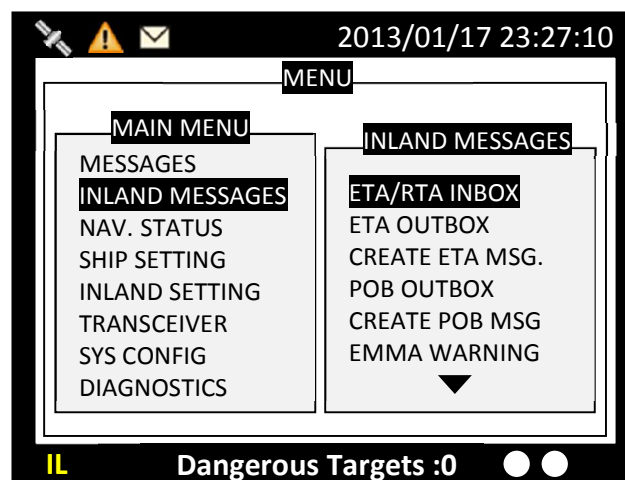 2013/01/17 23:27:10
MENU
MAIN MENU
MESSAGES
INLAND MESSAGES
NAV. STATUS
SHIP SETTING
INLAND SETTING
TRANSCEIVER
SYS CONFIG
DIAGNOSTICS
INLAND MESSAGES
ETA/RTA INBOX
ETA OUTBOX
CREATE ETA MSG.
POB OUTBOX
CREATE POB MSG
EMMA WARNING
IL Dangerous Targets :0